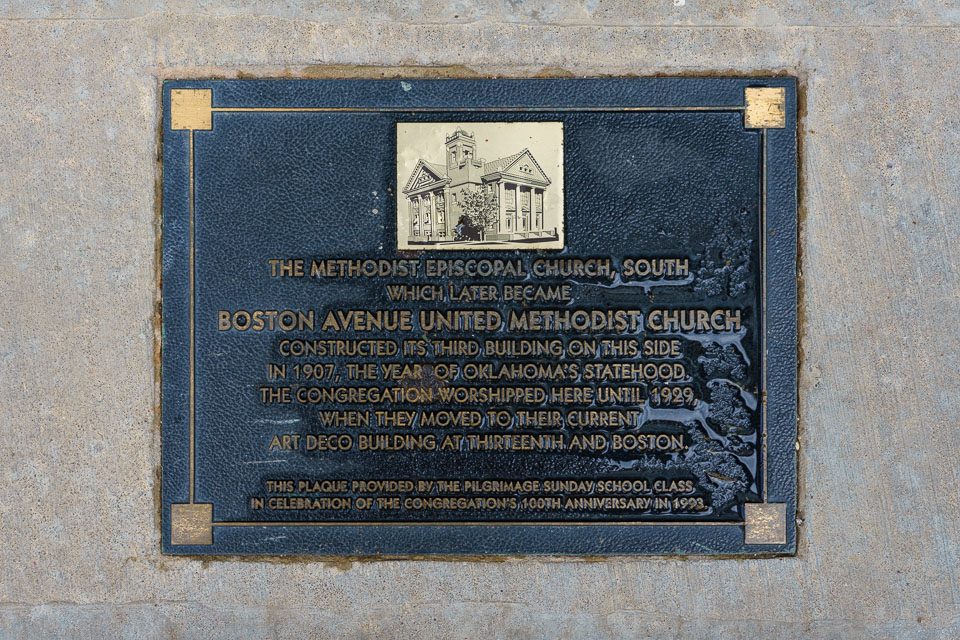 THE METHODIST EPISCOPAL CHURCH, SOUTH
WHICH LATER BECAME
BOSTON AVENUE UNITED METHODIST CHURCH
CONSTRUCTED ITS THIRD BUILDING ON THIS SIDE
IN 1907, THE YEAR OF OKLAHOMA'S STATEHOOD.
THE CONGREGATION WORSHIPPED HERE UNTIL 1929,
WHEN THEY MOVED TO THEIR CURRENT
ART DECO BUILDING AT THIRTEENTH AND BOSTON.
THIS PLAQUE PROVIDED BY THE PILGRIMAGE SUNDAY SCHOOL CLASS
IN CELEBRATION OF THE CONGREGATION'S 100TH ANNIVERSARY IN 1993.